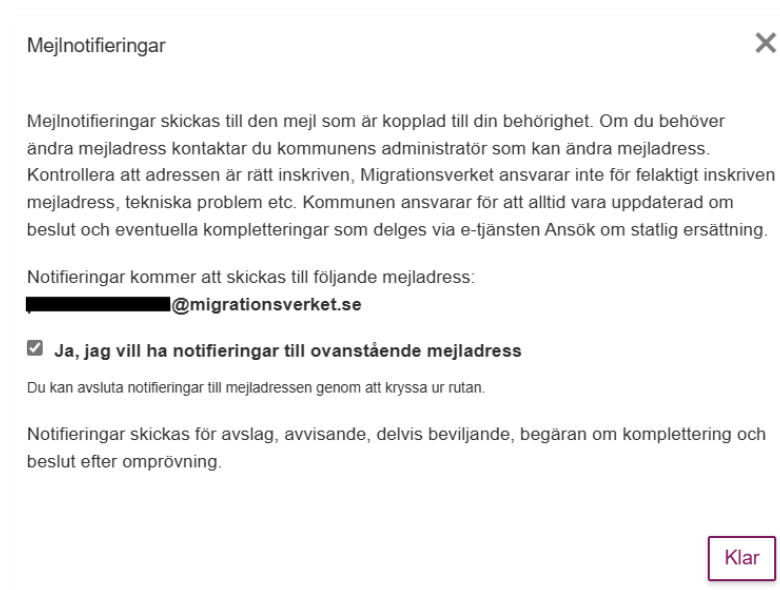 Mejlnotifieringar
Mejlnotifieringar skickas till den mejl som är kopplad till din behörighet. Om du behöver
ändra mejladress kontaktar du kommunens administratör som kan ändra mejladress.
Kontrollera att adressen är rätt inskriven, Migrationsverket ansvarar inte för felaktigt inskriven
mejladress, tekniska problem etc. Kommunen ansvarar för att alltid vara uppdaterad om
beslut och eventuella kompletteringar som delges via e-tjänsten Ansök om statlig ersättning.
Notifieringar kommer att skickas till följande mejladress:
@migrationsverket.se
Ja, jag vill ha notifieringar till ovanstående mejladress
Du kan avsluta notifieringar till mejladressen genom att kryssa ur rutan.
Notifieringar skickas för avslag, avvisande, delvis beviljande, begäran om komplettering och
beslut efter omprövning.
Klar